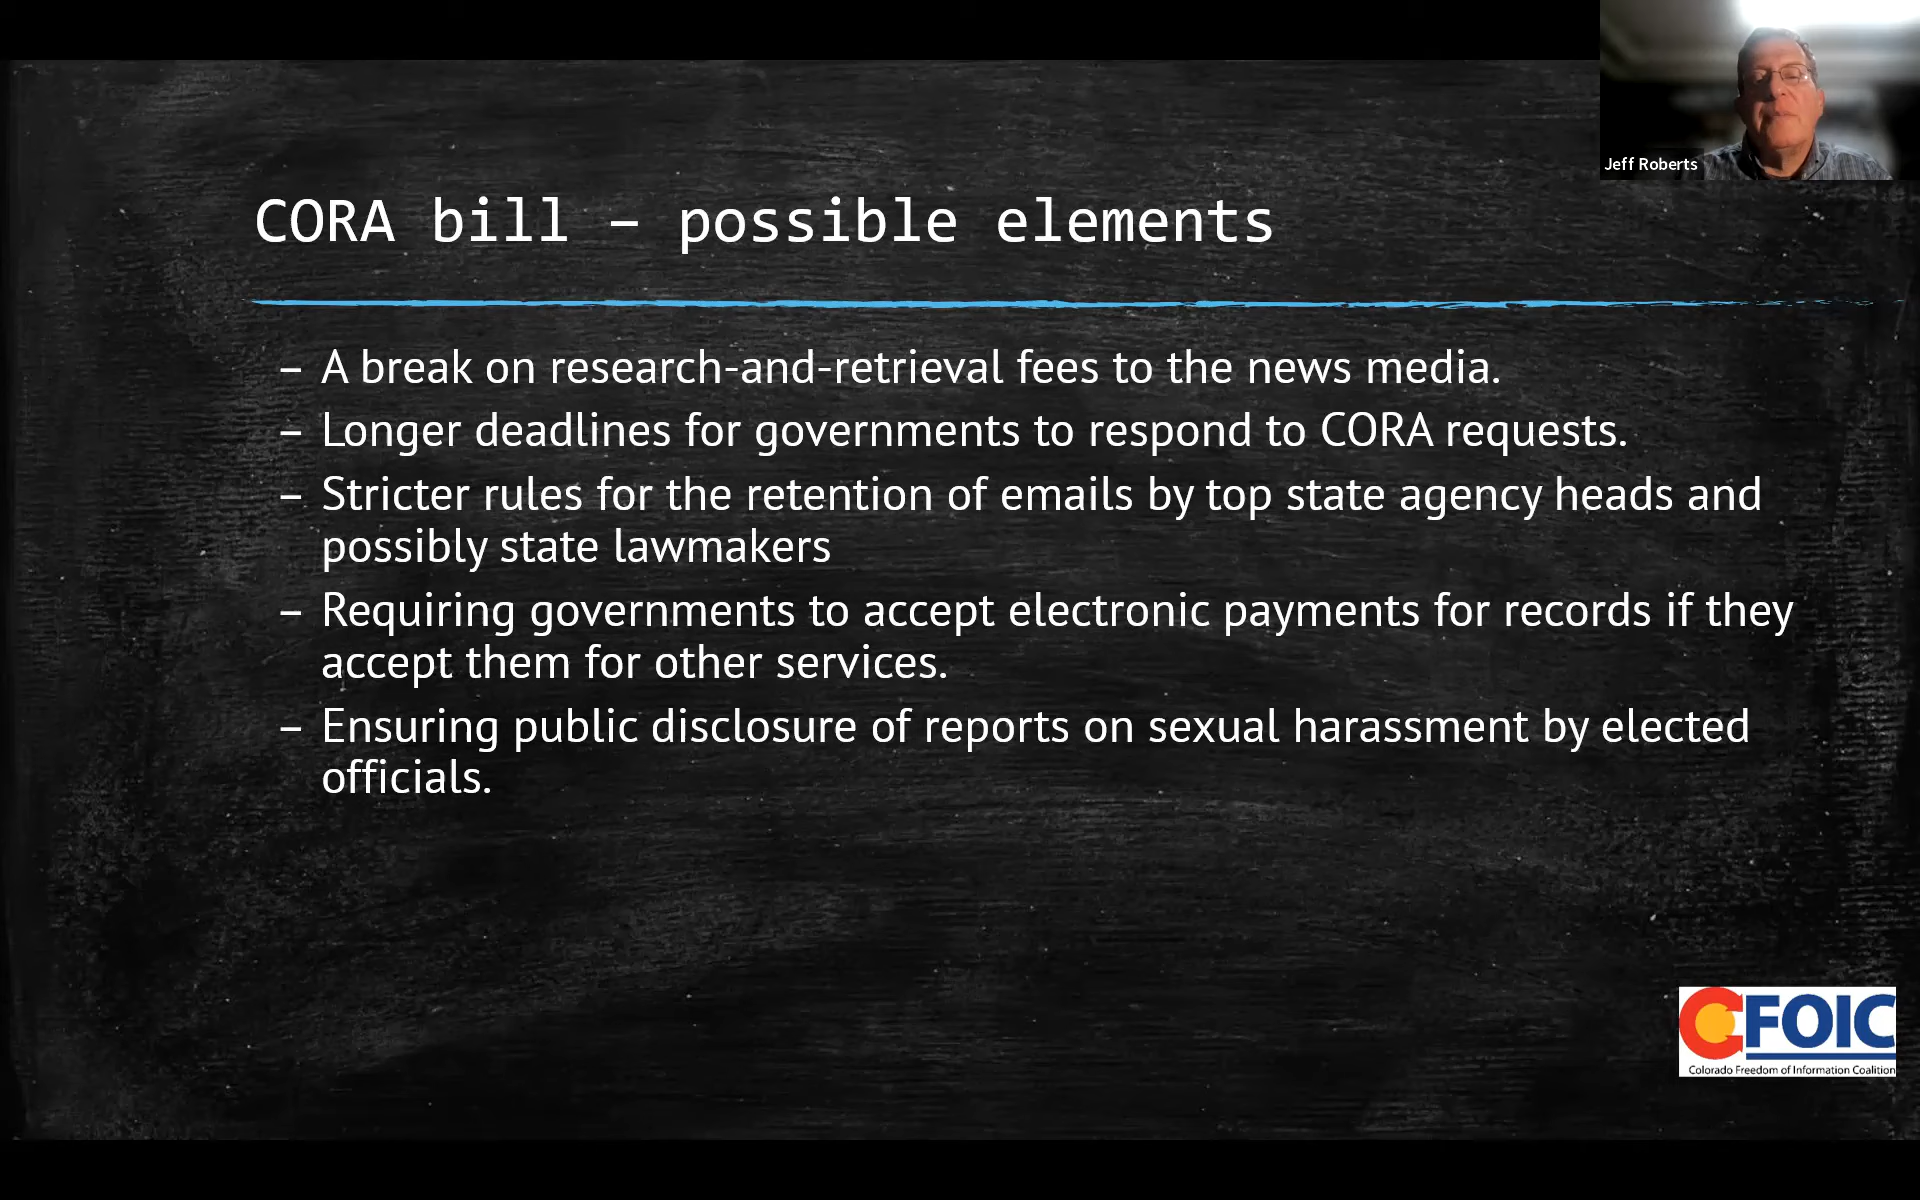 Jeff Roberts
CORA bill – possible elements
– A break on research-and-retrieval fees to the news media.
– Longer deadlines for governments to respond to CORA requests.
– Stricter rules for the retention of emails by top state agency heads and
possibly state lawmakers
– Requiring governments to accept electronic payments for records if they
accept them for other services.
– Ensuring public disclosure of reports on sexual harassment by elected
officials.
CFOIC
Colorado Freedom of Information Coalition